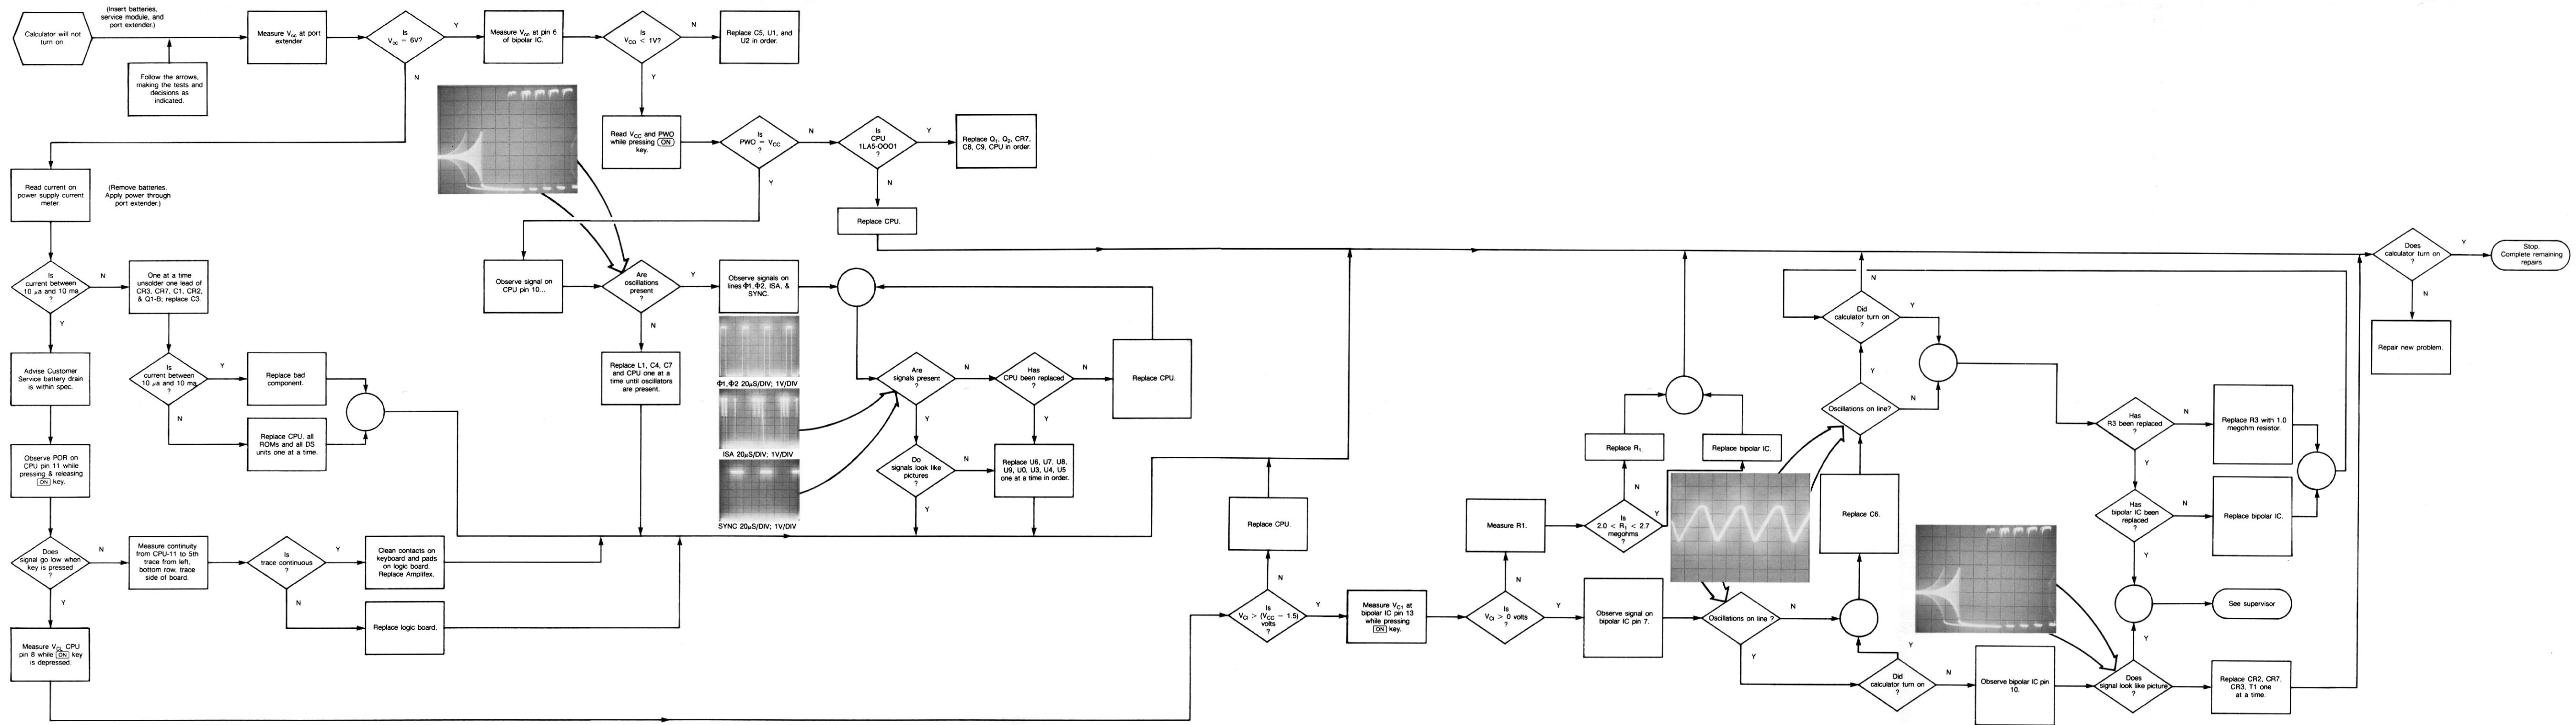 (Insert batteries,
service module, and
port extender.)
Calculator will not
turn on.
Follow the arrows,
making the tests and
decisions as
indicated.
Measure Vcc at port
extender
Is
Vcc = 6V?
Y
N
Measure Vco at pin 6
of bipolar IC.
Is
VCO < 1V?
N
Y
Replace C5, U1, and
U2 in order.
Read VCC and PWO
while pressing ON
key.
Is
PWO = VCC
?
N
Y
Is
CPU
1LA5-0001
?
Y
N
Replace Q1, Q2, CR7,
C8, C9, CPU in order.
Replace CPU.
Read current on
power supply current
meter.
(Remove batteries.
Apply power through
port extender.)
Is
current between
10 µa and 10 ma
?
N
Y
One at a time
unsolder one lead of
CR3, CR7, C1, CR2,
& Q1-B; replace C3.
Is
current between
10 µa and 10 ma
?
Y
N
Replace bad
component.
Replace CPU, all
ROMs and all DS
units one at a time.
Advise Customer
Service battery drain
is within spec.
Observe POR on
CPU pin 11 while
pressing & releasing
ON key.
Does
signal go low when
key is pressed
?
N
Y
Measure continuity
from CPU-11 to 5th
trace from left,
bottom row, trace
side of board.
Is
trace continuous
?
Y
N
Clean contacts on
keyboard and pads
on logic board.
Replace Amplifex.
Replace logic board.
Measure VCI, CPU
pin 8 while ON key
is depressed.
Observe signal on
CPU pin 10...
Are
oscillations
present
?
Y
N
Replace L1, C4, C7
and CPU one at a
time until oscillators
are present.
Observe signals on
lines Φ1, Φ2, ISA, &
SYNC.
Φ1, Φ2 20µS/DIV; 1V/DIV
ISA 20µS/DIV; 1V/DIV
SYNC 20µS/DIV; 1V/DIV
Are
signals present
?
N
Y
Has
CPU been replaced
?
N
Y
Replace CPU.
Do
signals look like
pictures
?
N
Y
Replace U6, U7, U8,
U9, U0, U3, U4, U5
one at a time in order.
Is
VCI > (VCC − 1.5)
volts
?
N
Y
Replace CPU.
Measure VC1 at
bipolar IC pin 13
while pressing
ON key.
Is
VCI > 0 volts
?
N
Y
Measure R1.
Is
2.0 < R1 < 2.7
megohms
?
N
Y
Replace R1
Replace bipolar IC.
Observe signal on
bipolar IC pin 7.
Oscillations on line ?
N
Y
Replace C6.
Oscillations on line?
Y
N
Did
calculator turn on
?
N
Y
Did
calculator turn on
?
Y
N
Observe bipolar IC pin
10.
Does
signal look like picture
?
Y
Replace CR2, CR7,
CR3, T1 one
at a time.
See supervisor
Has
R3 been replaced
?
N
Y
Replace R3 with 1.0
megohm resistor.
Has
bipolar IC been
replaced
?
N
Y
Replace bipolar IC.
Does
calculator turn on
?
Y
N
Stop.
Complete remaining
repairs
Repair new problem.